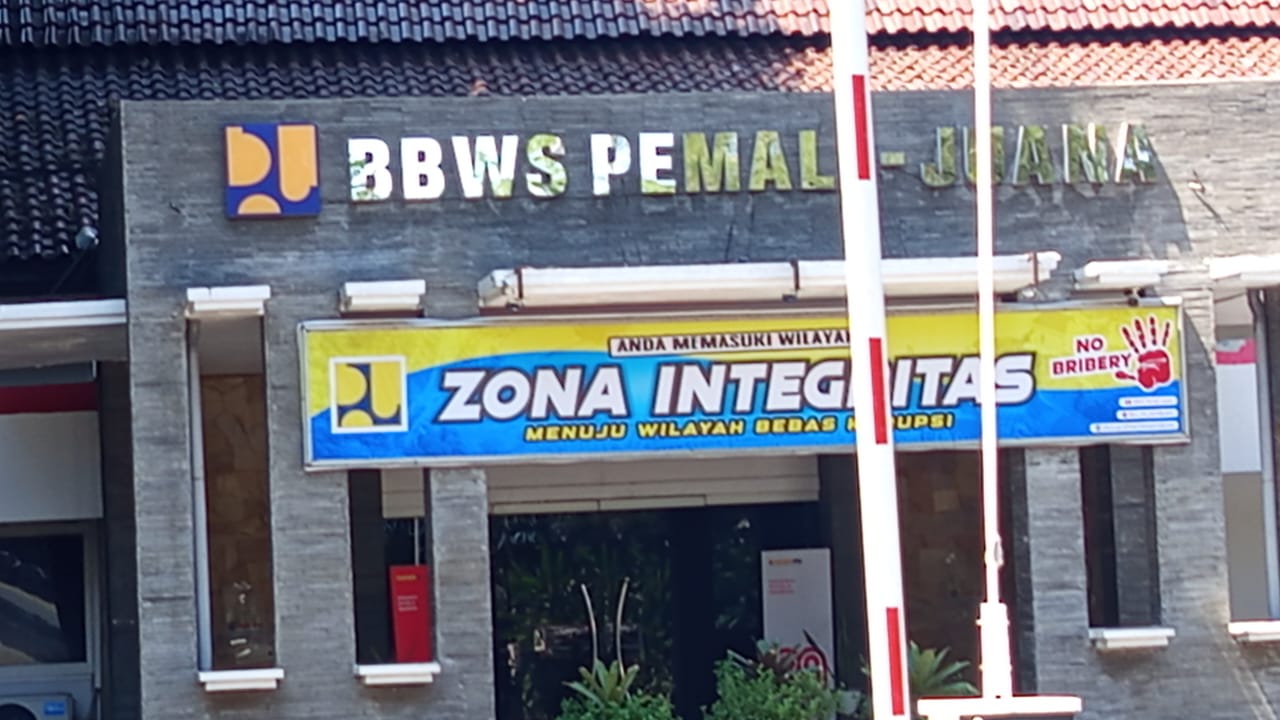 BBWS PEMALI - JUANA
ANDA MEMASUKI WILAYAH
ZONA INTEGRITAS
MENUJU WILAYAH BEBAS KORUPSI
NO
BRIBERY